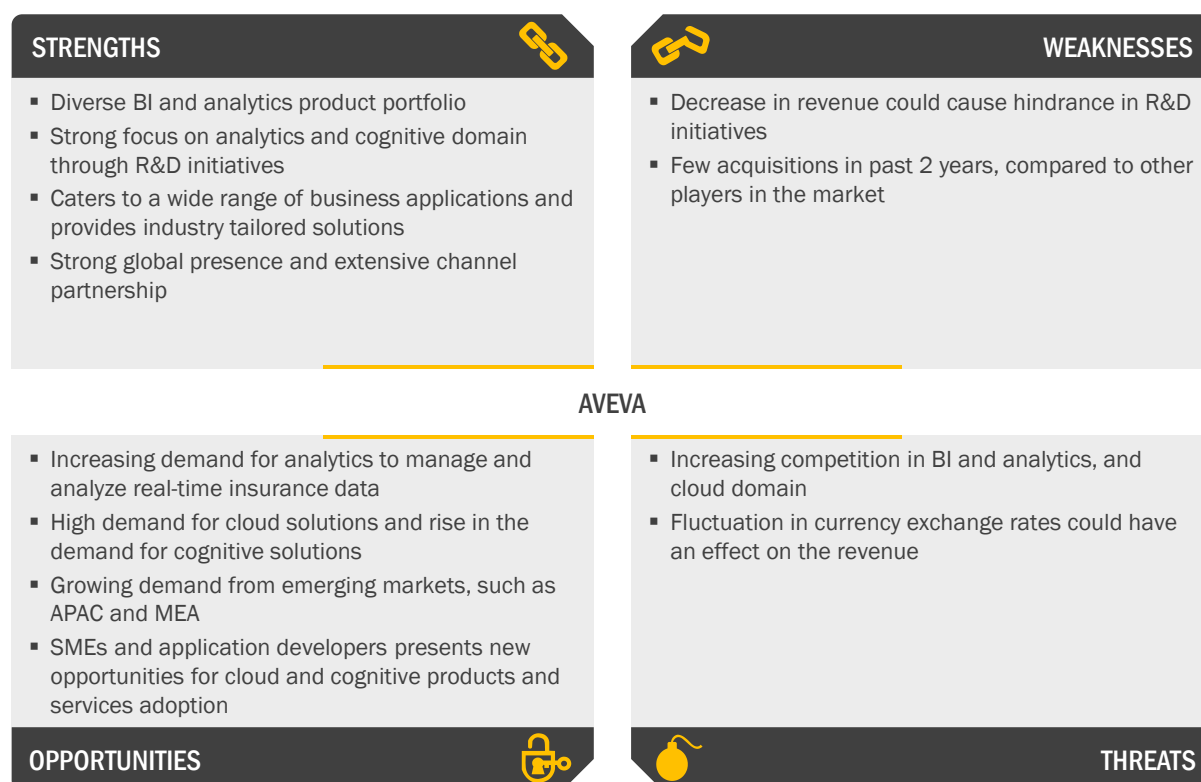 STRENGTHS
▪ Diverse BI and analytics product portfolio
▪ Strong focus on analytics and cognitive domain
through R&D initiatives
▪ Caters to a wide range of business applications and
provides industry tailored solutions
▪ Strong global presence and extensive channel
partnership
WEAKNESSES
▪ Decrease in revenue could cause hindrance in R&D
initiatives
▪ Few acquisitions in past 2 years, compared to other
players in the market
AVEVA
▪ Increasing demand for analytics to manage and
analyze real-time insurance data
▪ High demand for cloud solutions and rise in the
demand for cognitive solutions
▪ Growing demand from emerging markets, such as
APAC and MEA
▪ SMEs and application developers presents new
opportunities for cloud and cognitive products and
services adoption
OPPORTUNITIES
▪ Increasing competition in BI and analytics, and
cloud domain
▪ Fluctuation in currency exchange rates could have
an effect on the revenue
THREATS